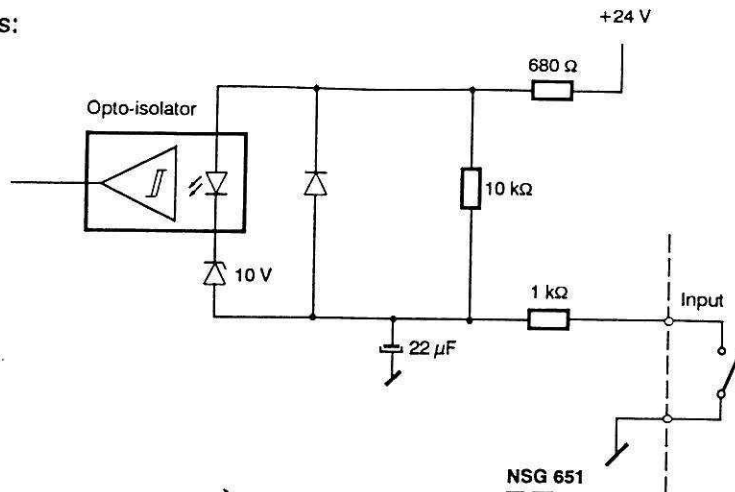 s:
+24 V
680 Ω
Opto-isolator
10 kΩ
10 V
1 kΩ
Input
22 µF
NSG 651